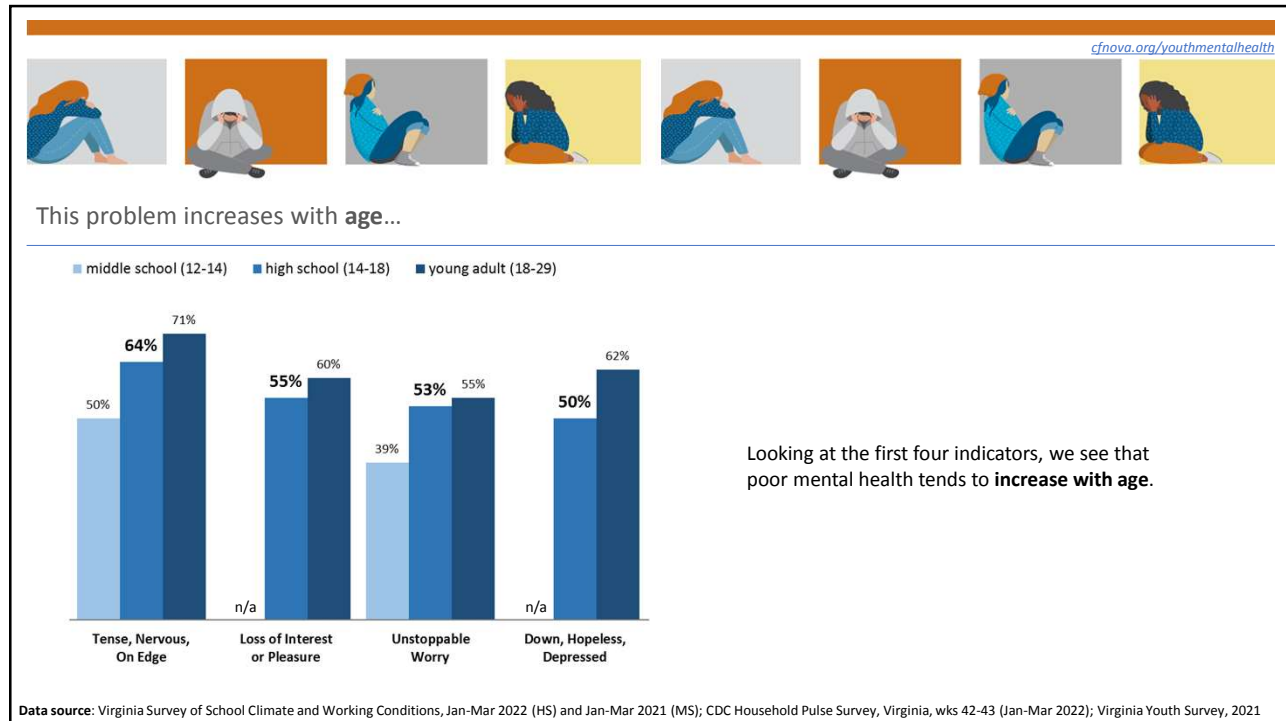 cfnova.org/youthmentalhealth
This problem increases with age…
middle school (12-14) high school (14-18) young adult (18-29)
71%
64%
50%
60%
55%
n/a
55%
53%
39%
62%
50%
n/a
Tense, Nervous,
On Edge
Loss of Interest
or Pleasure
Unstoppable
Worry
Down, Hopeless,
Depressed
Looking at the first four indicators, we see that
poor mental health tends to increase with age.
Data source: Virginia Survey of School Climate and Working Conditions, Jan-Mar 2022 (HS) and Jan-Mar 2021 (MS); CDC Household Pulse Survey, Virginia, wks 42-43 (Jan-Mar 2022); Virginia Youth Survey, 2021